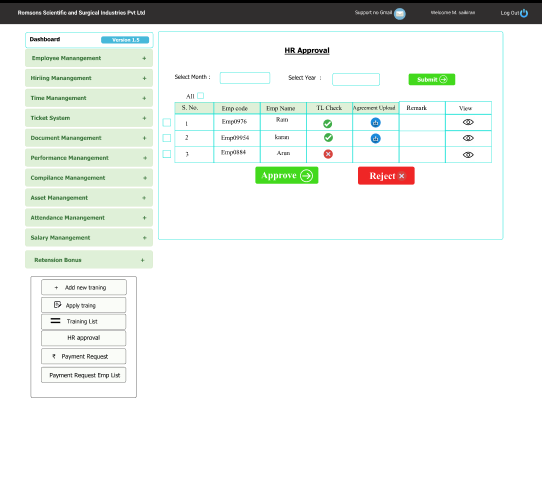 Romsons Scientific and Surgical Industries Pvt Ltd
Support no Gmail
Welcome M. saikiran
Log Out
Dashboard
Version 1.5
Employee Manangement +
Hiriing Manangement +
Time Manangement +
Ticket System +
Document Manangement +
Performance Manangement +
Compliance Manangement +
Asset Mangement +
Attendance Manangement +
Salary Manangement +
Retension Bonus +
+ Add new traning
Apply traing
Training List
HR approval
₹ Payment Request
Payment Request Emp List
HR Approval
Select Month :
Select Year :
Submit
All
S. No. Emp code Emp Name TL Check Agreement Upload Remark View
1 Emp0976 Ram
2 Emp09954 karan
3 Emp0884 Arun
Approve
Reject